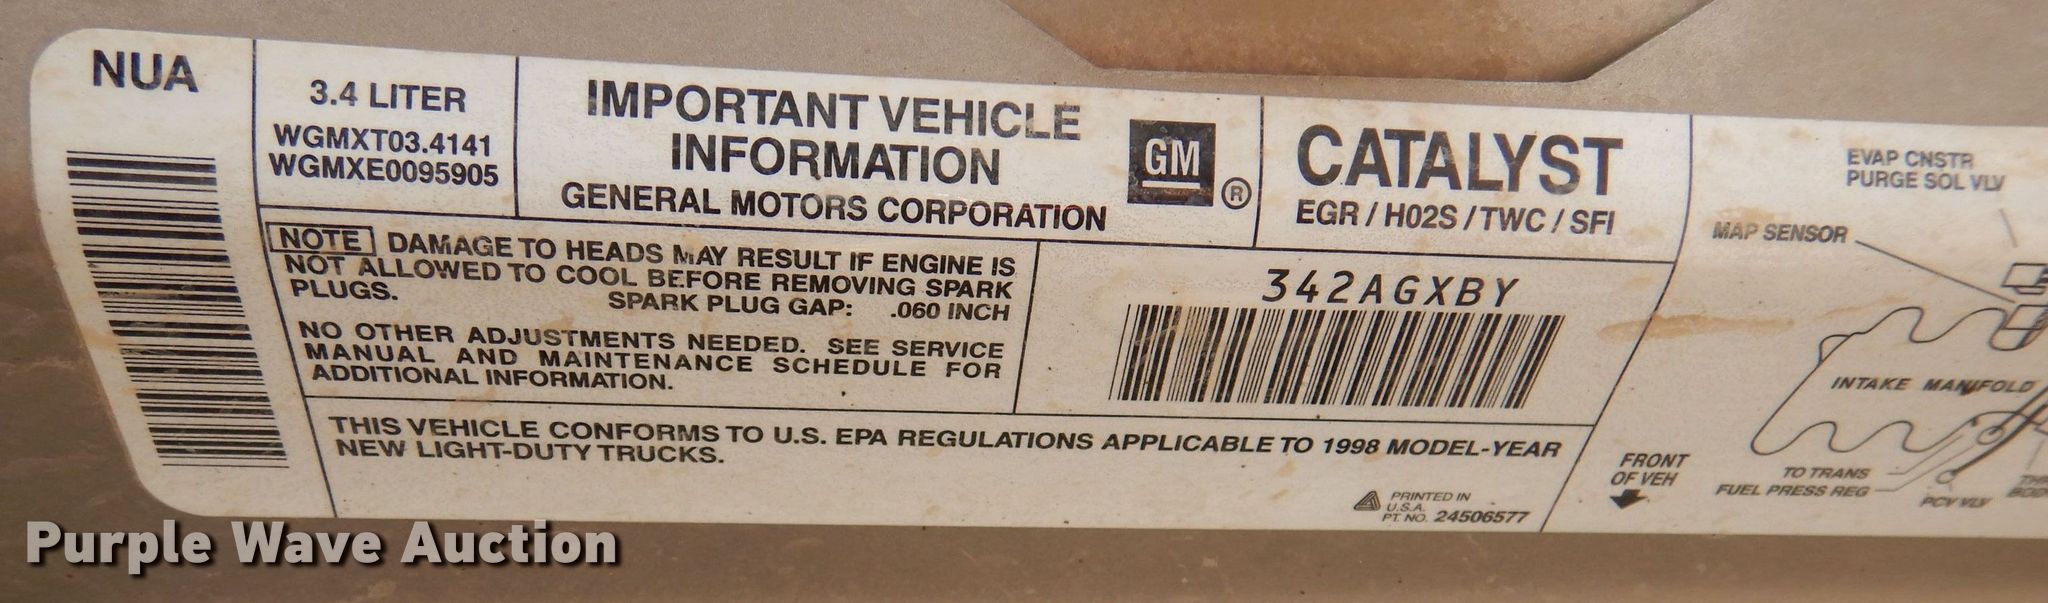 NUA
3.4 LITER
WGMXT03.4141
WGMXE0095905
IMPORTANT VEHICLE
INFORMATION
GENERAL MOTORS CORPORATION
GM ®
CATALYST
EGR / H02S / TWC / SFI
NOTE DAMAGE TO HEADS MAY RESULT IF ENGINE IS
NOT ALLOWED TO COOL BEFORE REMOVING SPARK
PLUGS. SPARK PLUG GAP: .060 INCH
NO OTHER ADJUSTMENTS NEEDED. SEE SERVICE
MANUAL AND MAINTENANCE SCHEDULE FOR
ADDITIONAL INFORMATION.
342AGXBY
THIS VEHICLE CONFORMS TO U.S. EPA REGULATIONS APPLICABLE TO 1998 MODEL-YEAR
NEW LIGHT-DUTY TRUCKS.
PRINTED IN
U.S.A.
PT. NO. 24506577
EVAP CNSTR
PURGE SOL VLV
MAP SENSOR
INTAKE MANIFOLD
FRONT
OF VEH
TO TRANS
FUEL PRESS REG
PCV VLV
Purple Wave Auction